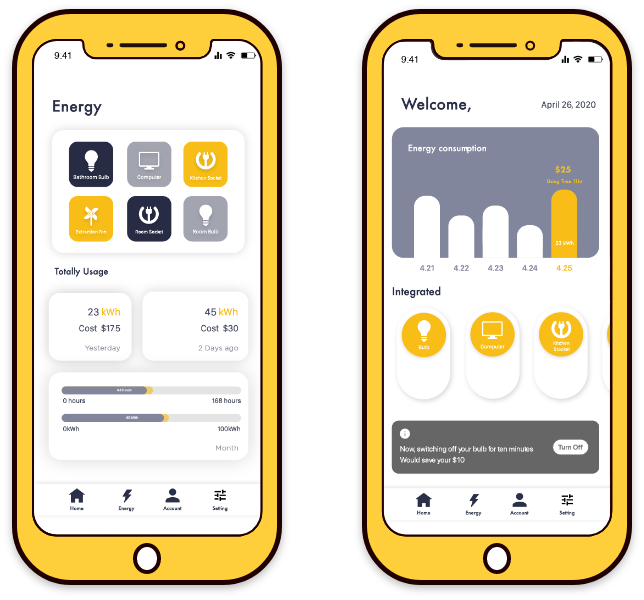 9.41
Energy
Bathroom Bulb
Computer
Kitchen Socket
Extraction Fan
Room Socket
Room Bulb
Totally Usage
23 kWh
Cost $17.5
Yesterday
45 kWh
Cost $30
2 Days ago
0 hours
168 hours
0kWh
100kWh
Month
Home
Energy
Account
Setting
9.41
Welcome,
April 26, 2020
Energy consumption
$25
23 kWh
4.21
4.22
4.23
4.24
4.25
Integrated
Bulb
Computer
Kitchen
Socket
Now, switching off your bulb for ten minutes
Would save your $10
Turn Off
Home
Energy
Account
Setting